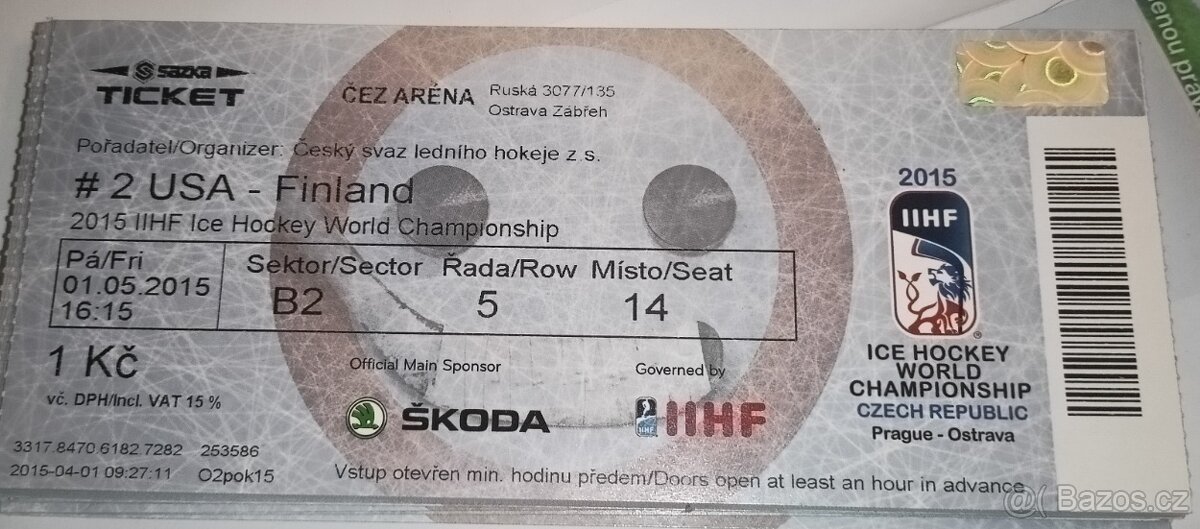 sazka
TICKET
ČEZ ARÉNA
Ruská 3077/135
Ostrava Zábřeh
Pořadatel/Organizer: Český svaz ledního hokeje z.s.
# 2 USA - Finland
2015 IIHF Ice Hockey World Championship
Pá/Fri
01.05.2015
16:15
Sektor/Sector Řada/Row Místo/Seat
B2 5 14
1 Kč
vč. DPH/Incl. VAT 15 %
Official Main Sponsor
ŠKODA
Governed by
IIHF
IIHF
3317.8470.6182.7282 253586
2015-04-01 09:27:11 O2pok15
Vstup otevřen min. hodinu předem/Doors open at least an hour in advance
2015
IIHF
®
ICE HOCKEY
WORLD
CHAMPIONSHIP
CZECH REPUBLIC
Prague - Ostrava
enou
Bazos.cz